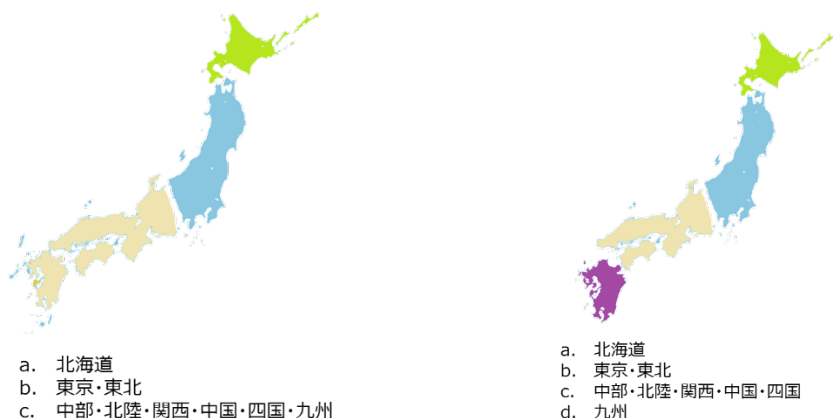 a. 北海道
b. 東京・東北
c. 中部・北陸・関西・中国・四国・九州
a. 北海道
b. 東京・東北
c. 中部・北陸・関西・中国・四国
d. 九州